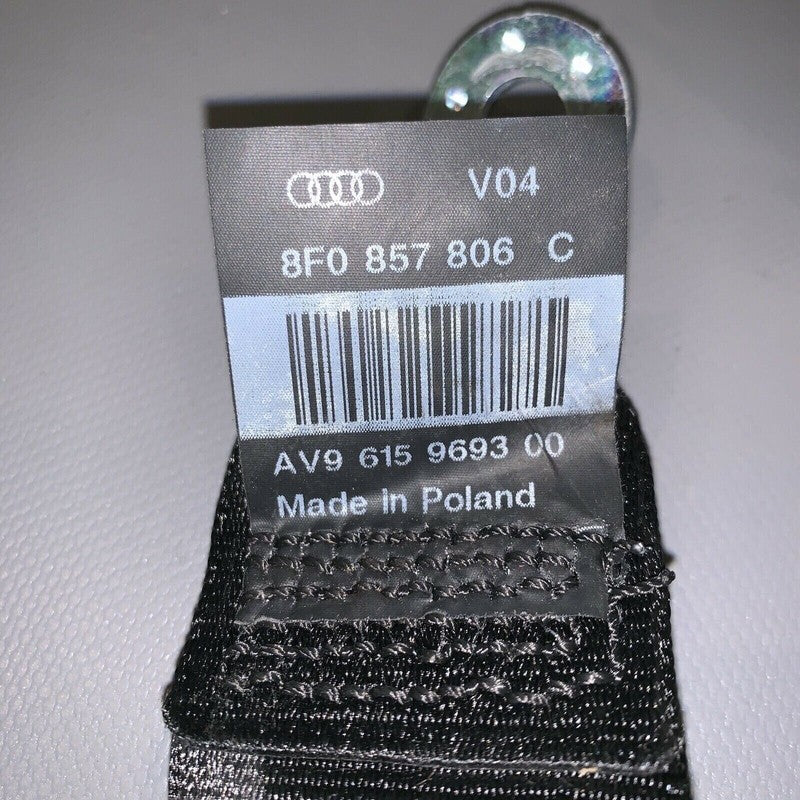 V04
8F0 857 806 C
AV9 615 9693 00
Made in Poland